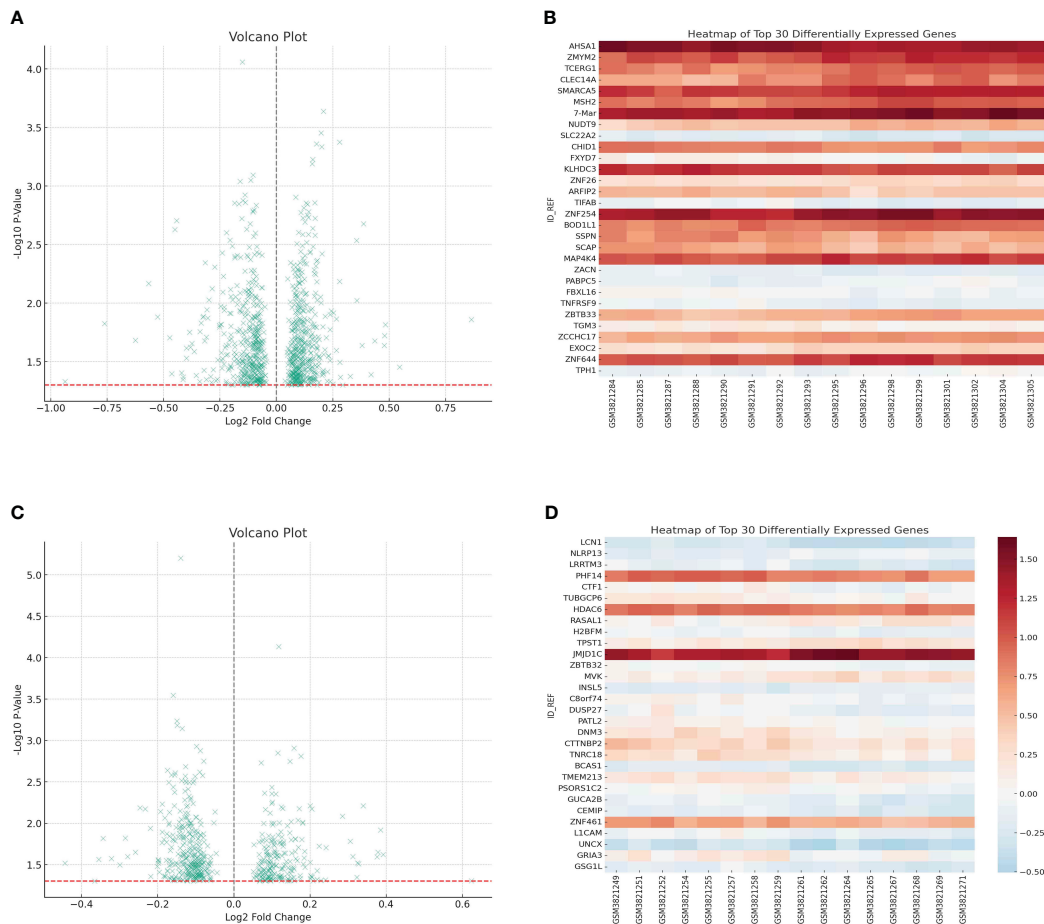 A
Volcano Plot
4.0
3.5
3.0
2.5
2.0
1.5
-Log10 P-Value
−1.00
−0.75
−0.50
−0.25
0.00
0.25
0.50
0.75
Log2 Fold Change
B
Heatmap of Top 30 Differentially Expressed Genes
AHSA1
ZMYM2
TCERG1
CLEC14A
SMARCA5
MSH2
7-Mar
NUDT9
SLC22A2
CHID1
FXYD7
KLHDC3
ZNF26
ARFIP2
TIFAB
ZNF254
BOD1L1
SSPN
SCAP
MAP4K4
ZACN
PABPC5
FBXL16
TNFRSF9
ZBTB33
TGM3
ZCCHC17
EXOC2
ZNF644
TPH1
ID_REF
GSM3821284
GSM3821285
GSM3821287
GSM3821288
GSM3821290
GSM3821291
GSM3821292
GSM3821293
GSM3821295
GSM3821296
GSM3821298
GSM3821299
GSM3821301
GSM3821302
GSM3821304
GSM3821305
C
Volcano Plot
5.0
4.5
4.0
3.5
3.0
2.5
2.0
1.5
-Log10 P-Value
−0.4
−0.2
0.0
0.2
0.4
0.6
Log2 Fold Change
D
Heatmap of Top 30 Differentially Expressed Genes
LCN1
NLRP13
LRRTM3
PHF14
CTF1
TUBGCP6
HDAC6
RASAL1
H2BFM
TPST1
JMJD1C
ZBTB32
MVK
INSL5
C8orf74
DUSP27
PATL2
DNM3
CTTNBP2
TNRC18
BCAS1
TMEM213
PSORS1C2
GUCA2B
CEMIP
ZNF461
L1CAM
UNCX
GRIA3
GSG1L
ID_REF
GSM3821249
GSM3821251
GSM3821252
GSM3821254
GSM3821255
GSM3821257
GSM3821258
GSM3821259
GSM3821261
GSM3821262
GSM3821264
GSM3821265
GSM3821267
GSM3821268
GSM3821269
GSM3821271
1.50
1.25
1.00
0.75
0.50
0.25
0.00
−0.25
−0.50